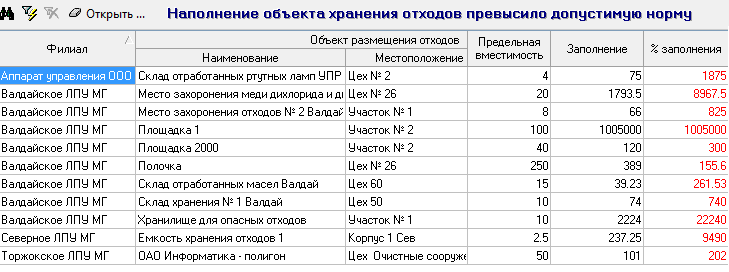 Открыть ... Наполнение объекта хранения отходов превысило допустимую норму
Филиал Объект размещения отходов Предельная вместимость Заполнение % заполнения
Наименование Местоположение
Аппарат управления ООО Склад отработанных ртутных ламп УПР Цех № 2 4 75 1875
Валдайское ЛПУ МГ Место захоронения меди дихлорида и Цех № 26 20 1793.5 8967.5
Валдайское ЛПУ МГ Место захоронения отходов № 2 Валдай Участок № 1 8 66 825
Валдайское ЛПУ МГ Площадка 1 Участок № 2 100 1005000 1005000
Валдайское ЛПУ МГ Площадка 2000 Участок № 2 40 120 300
Валдайское ЛПУ МГ Полочка Цех № 26 250 389 155.6
Валдайское ЛПУ МГ Склад отработанных масел Валдай Цех 60 15 39.23 261.53
Валдайское ЛПУ МГ Склад хранения № 1 Валдай Цех 50 10 74 740
Валдайское ЛПУ МГ Хранилище для опасных отходов Участок № 1 10 2224 22240
Северное ЛПУ МГ Емкость хранения отходов 1 Корпус 1 Сев 2.5 237.25 9490
Торжокское ЛПУ МГ ОАО Информатика - полигон Цех Очистные сооруже 50 101 202